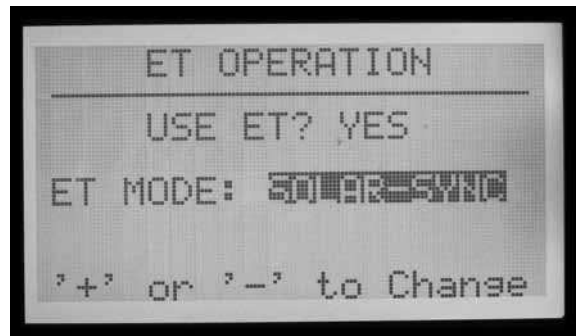 ET OPERATION
USE ET? YES
ET MODE: SOLAR-SYNC
'+' or '-' to Change